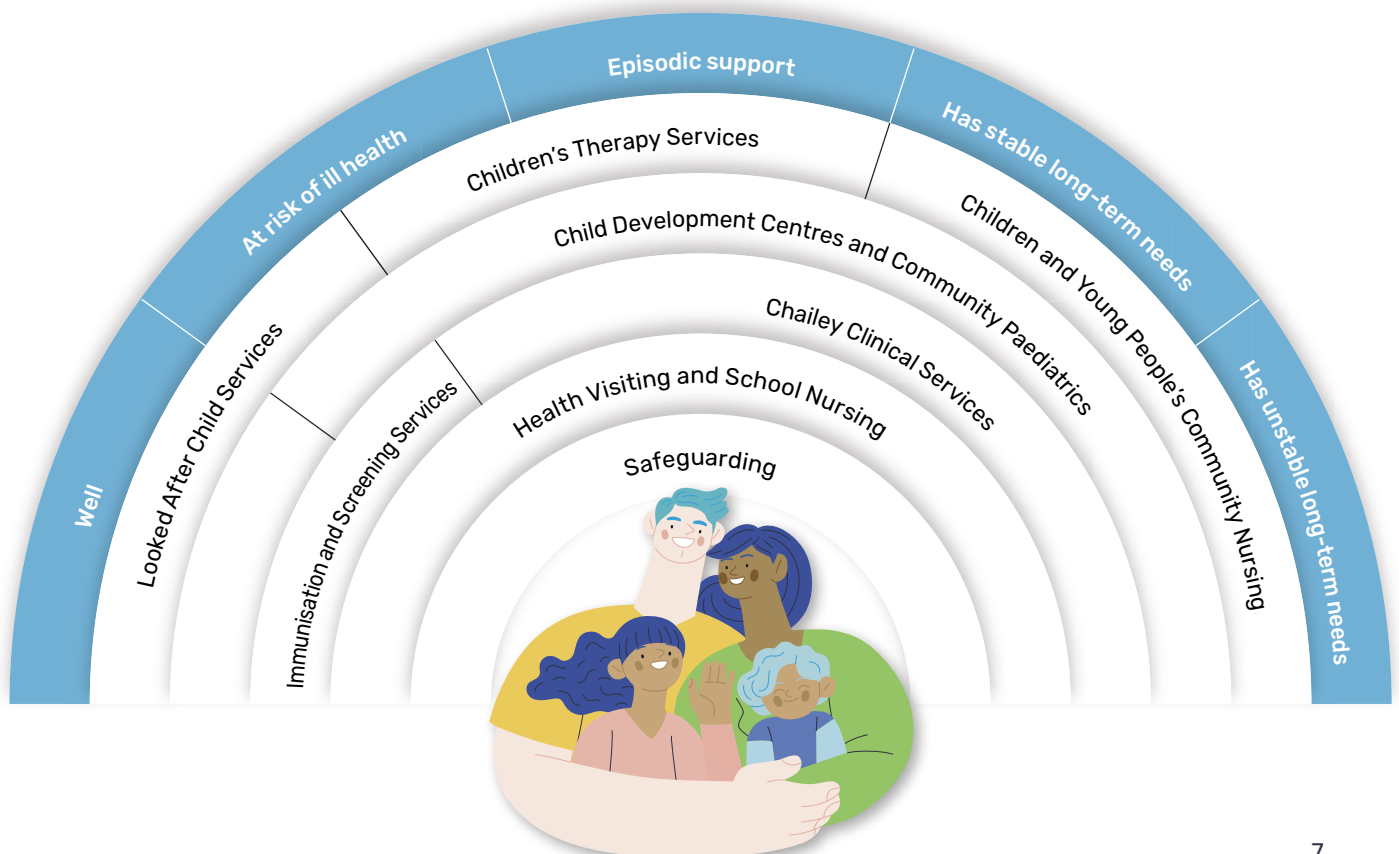 Well
At risk of ill health
Episodic support
Has stable long-term needs
Has unstable long-term needs
Looked After Child Services
Children's Therapy Services
Children and Young People's Community Nursing
Child Development Centres and Community Paediatrics
Immunisation and Screening Services
Chailey Clinical Services
Health Visiting and School Nursing
Safeguarding
7